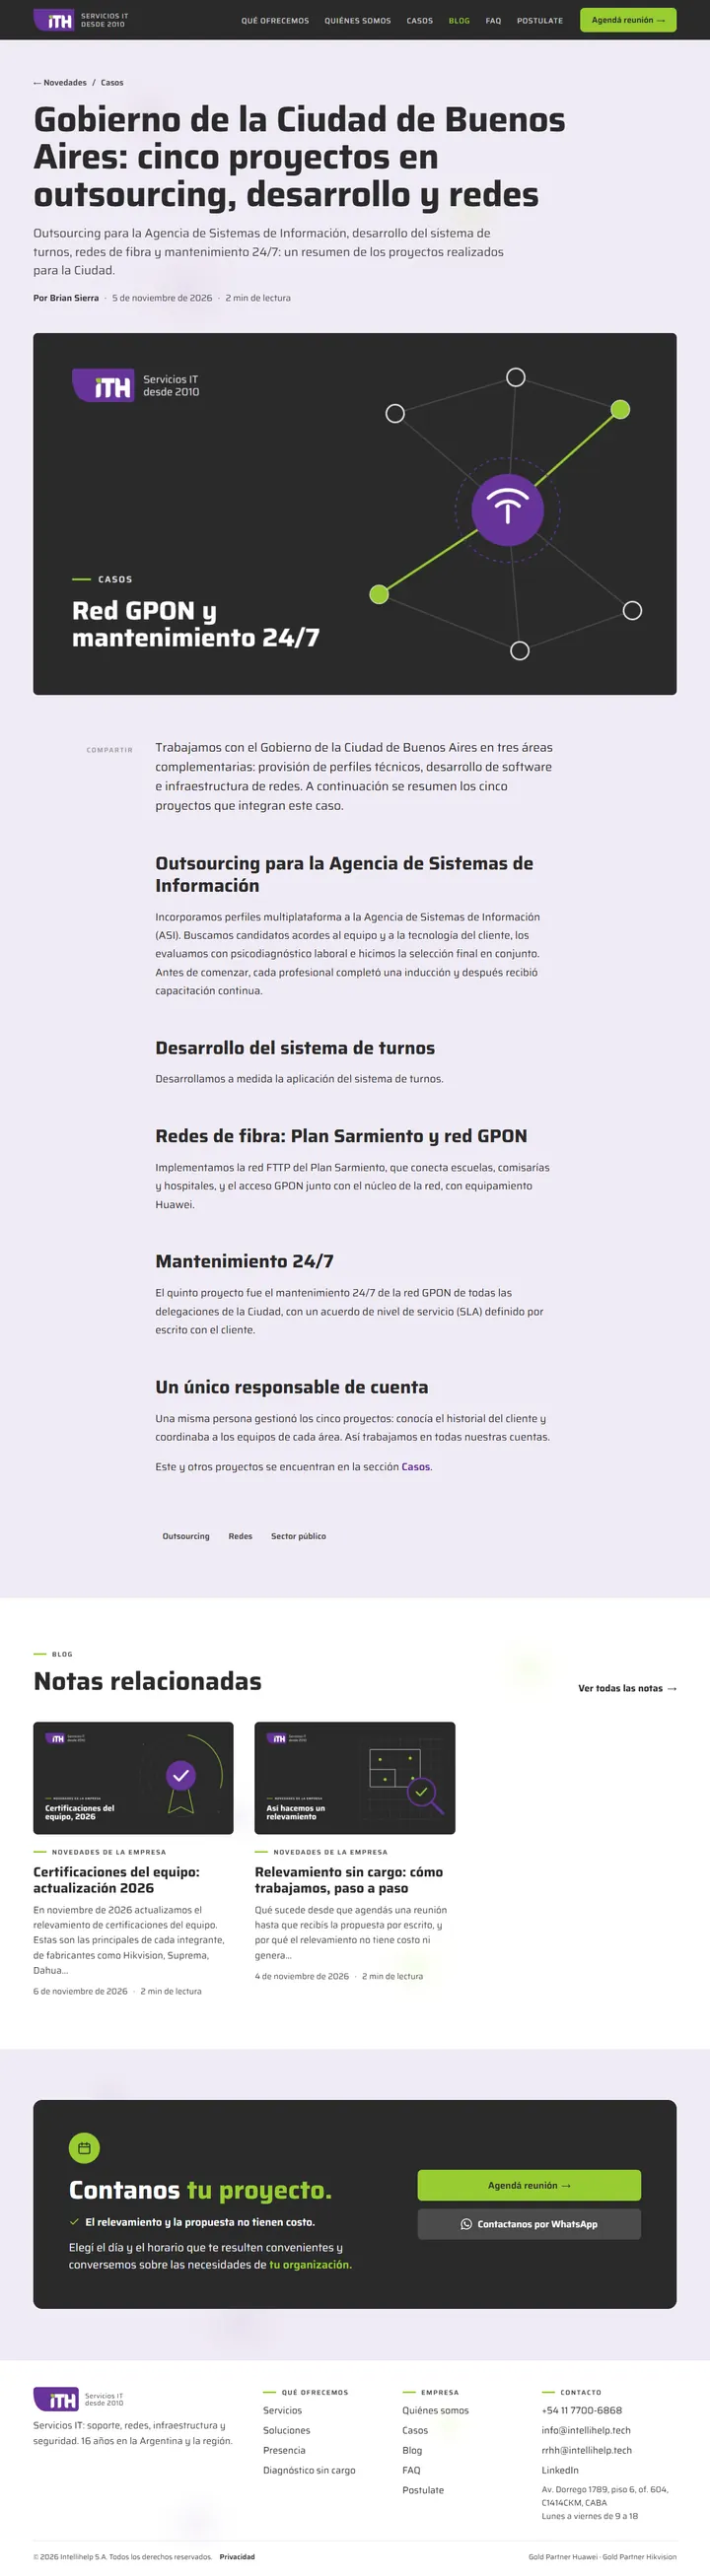 iTH SERVICIOS IT
DESDE 2010
QUÉ OFRECEMOS QUIÉNES SOMOS CASOS BLOG FAQ POSTULATE Agendá reunión →
← Novedades / Casos
Gobierno de la Ciudad de Buenos
Aires: cinco proyectos en
outsourcing, desarrollo y redes
Outsourcing para la Agencia de Sistemas de Información, desarrollo del sistema de
turnos, redes de fibra y mantenimiento 24/7: un resumen de los proyectos realizados
para la Ciudad.
Por Brian Sierra · 5 de noviembre de 2026 · 2 min de lectura
iTH Servicios IT
desde 2010
CASOS
Red GPON y
mantenimiento 24/7
COMPARTIR
Trabajamos con el Gobierno de la Ciudad de Buenos Aires en tres áreas
complementarias: provisión de perfiles técnicos, desarrollo de software
e infraestructura de redes. A continuación se resumen los cinco
proyectos que integran este caso.
Outsourcing para la Agencia de Sistemas de
Información
Incorporamos perfiles multiplataforma a la Agencia de Sistemas de Información
(ASI). Buscamos candidatos acordes al equipo y a la tecnología del cliente, los
evaluamos con psicodiagnóstico laboral e hicimos la selección final en conjunto.
Antes de comenzar, cada profesional completó una inducción y después recibió
capacitación continua.
Desarrollo del sistema de turnos
Desarrollamos a medida la aplicación del sistema de turnos.
Redes de fibra: Plan Sarmiento y red GPON
Implementamos la red FTTP del Plan Sarmiento, que conecta escuelas, comisarías
y hospitales, y el acceso GPON junto con el núcleo de la red, con equipamiento
Huawei.
Mantenimiento 24/7
El quinto proyecto fue el mantenimiento 24/7 de la red GPON de todas las
delegaciones de la Ciudad, con un acuerdo de nivel de servicio (SLA) definido por
escrito con el cliente.
Un único responsable de cuenta
Una misma persona gestionó los cinco proyectos: conocía el historial del cliente y
coordinaba a los equipos de cada área. Así trabajamos en todas nuestras cuentas.
Este y otros proyectos se encuentran en la sección Casos.
Outsourcing Redes Sector público
BLOG
Notas relacionadas
Ver todas las notas →
iTH Servicios IT
desde 2010
NOVEDADES DE LA EMPRESA
Certificaciones del
equipo, 2026
NOVEDADES DE LA EMPRESA
Certificaciones del equipo:
actualización 2026
En noviembre de 2026 actualizamos el
relevamiento de certificaciones del equipo.
Estas son las principales de cada integrante,
de fabricantes como Hikvision, Suprema,
Dahua...
6 de noviembre de 2026 · 2 min de lectura
iTH Servicios IT
desde 2010
NOVEDADES DE LA EMPRESA
Así hacemos un
relevamiento
NOVEDADES DE LA EMPRESA
Relevamiento sin cargo: cómo
trabajamos, paso a paso
Qué sucede desde que agendás una reunión
hasta que recibís la propuesta por escrito, y
por qué el relevamiento no tiene costo ni
genera...
4 de noviembre de 2026 · 2 min de lectura
Contanos tu proyecto.
El relevamiento y la propuesta no tienen costo.
Elegí el día y el horario que te resulten convenientes y
conversemos sobre las necesidades de tu organización.
Agendá reunión →
Contactanos por WhatsApp
iTH Servicios IT
desde 2010
Servicios IT: soporte, redes, infraestructura y
seguridad. 16 años en la Argentina y la región.
QUÉ OFRECEMOS
Servicios
Soluciones
Presencia
Diagnóstico sin cargo
EMPRESA
Quiénes somos
Casos
Blog
FAQ
Postulate
CONTACTO
+54 11 7700-6868
info@intellihelp.tech
rrhh@intellihelp.tech
LinkedIn
Av. Dorrego 1789, piso 6, of. 604,
C1414CKM, CABA
Lunes a viernes de 9 a 18
© 2026 Intellihelp S.A. Todos los derechos reservados. Privacidad
Gold Partner Huawei · Gold Partner Hikvision